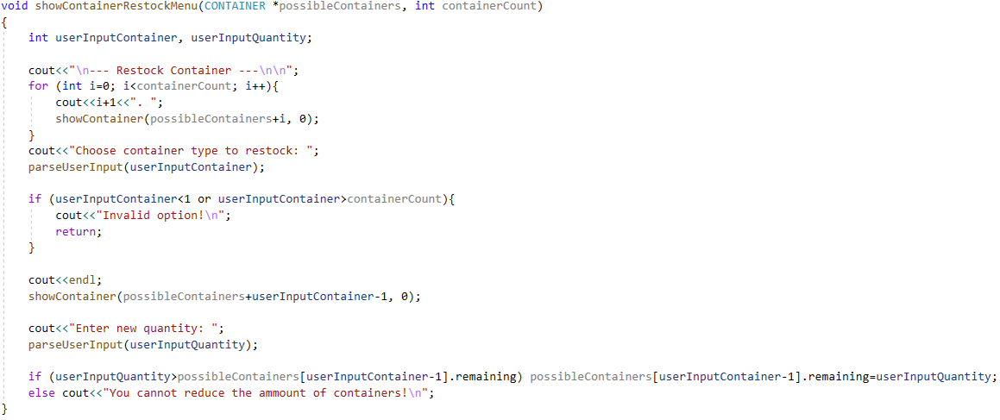 void showContainerRestockMenu(CONTAINER *possibleContainers, int containerCount)
{
    int userInputContainer, userInputQuantity;

    cout<<"\n--- Restock Container ---\n\n";
    for (int i=0; i<containerCount; i++){
        cout<<i+1<<". ";
        showContainer(possibleContainers+i, 0);
    }
    cout<<"Choose container type to restock: ";
    parseUserInput(userInputContainer);

    if (userInputContainer<1 or userInputContainer>containerCount){
        cout<<"Invalid option!\n";
        return;
    }

    cout<<endl;
    showContainer(possibleContainers+userInputContainer-1, 0);

    cout<<"Enter new quantity: ";
    parseUserInput(userInputQuantity);

    if (userInputQuantity>possibleContainers[userInputContainer-1].remaining) possibleContainers[userInputContainer-1].remaining=userInputQuantity;
    else cout<<"You cannot reduce the ammount of containers!\n";
}